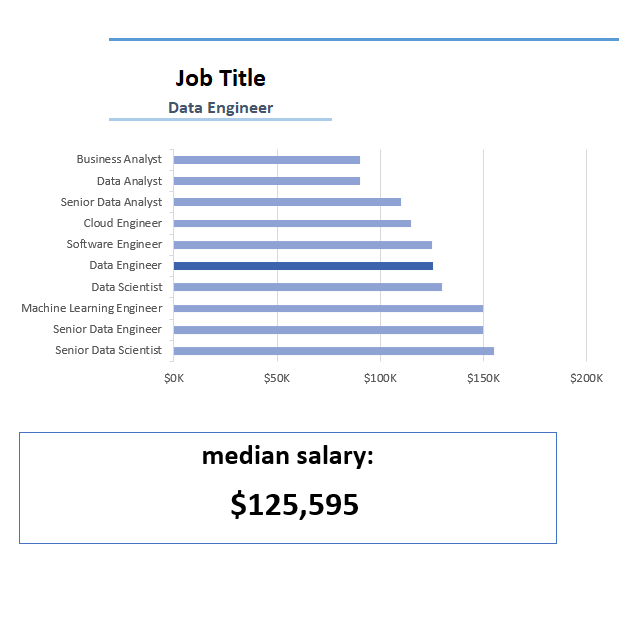 Job Title
Data Engineer
Business Analyst
Data Analyst
Senior Data Analyst
Cloud Engineer
Software Engineer
Data Engineer
Data Scientist
Machine Learning Engineer
Senior Data Engineer
Senior Data Scientist
$0K $50K $100K $150K $200K
median salary:
$125,595